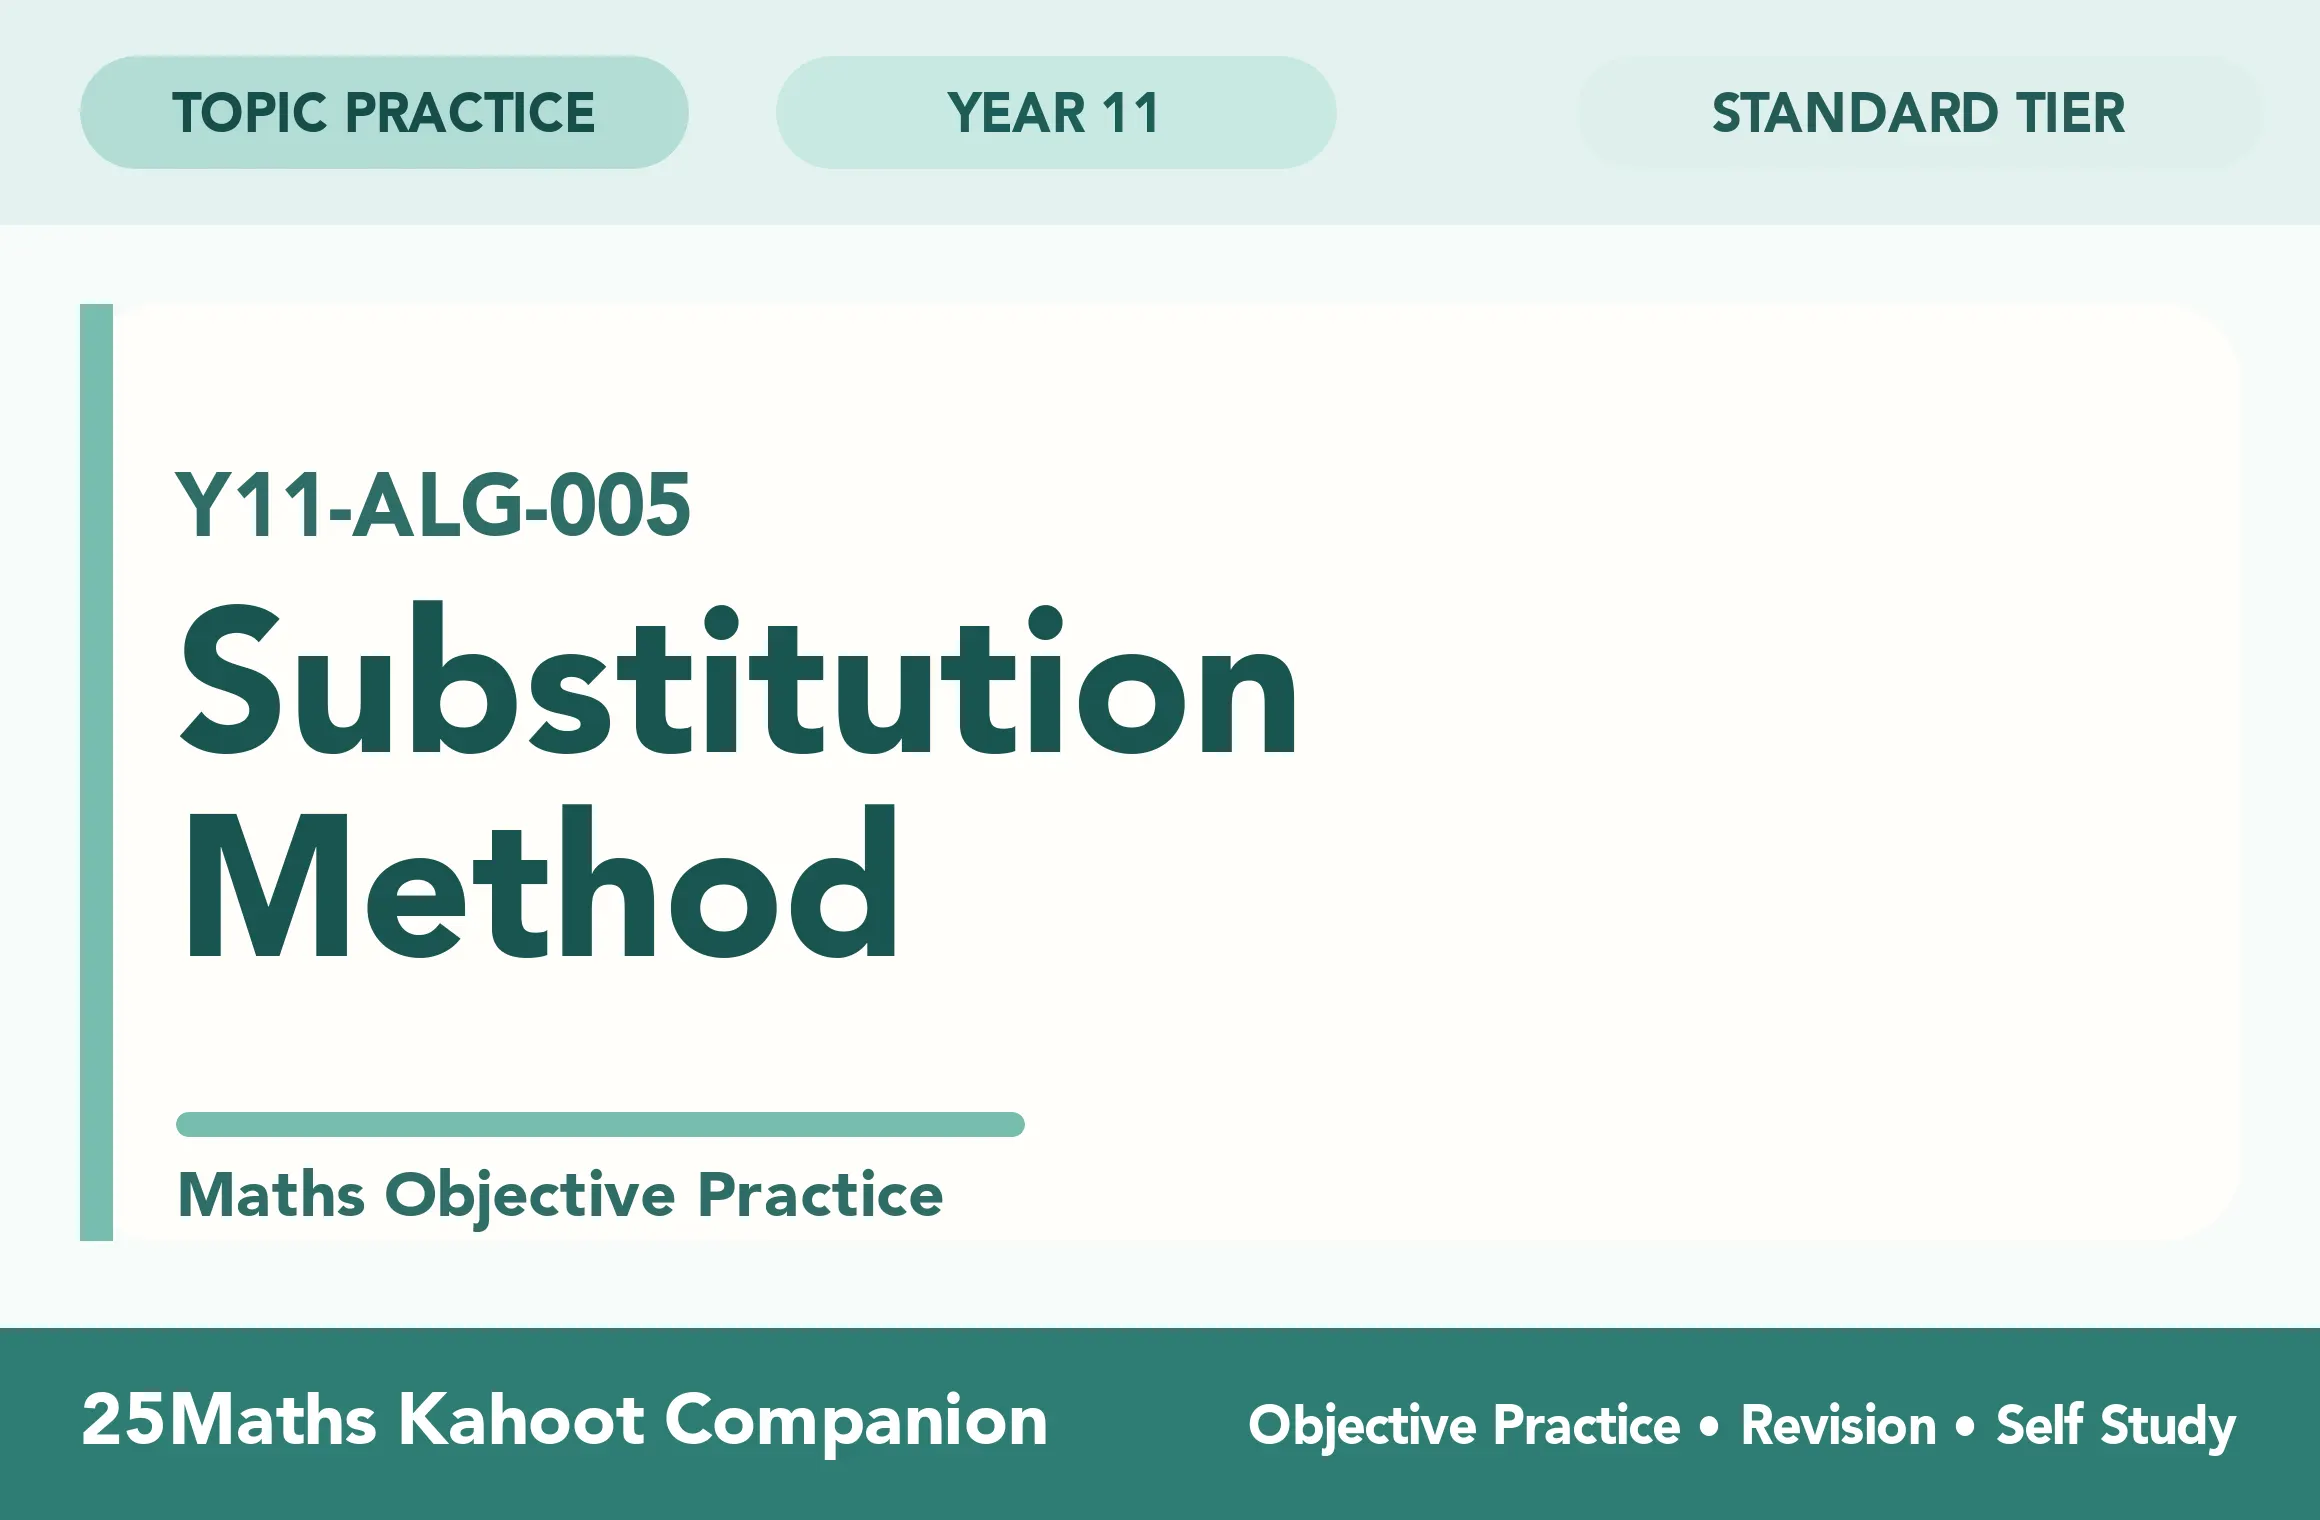 TOPIC PRACTICE
YEAR 11
STANDARD TIER
Y11-ALG-005
Substitution
Method
Maths Objective Practice
25Maths Kahoot Companion
Objective Practice • Revision • Self Study